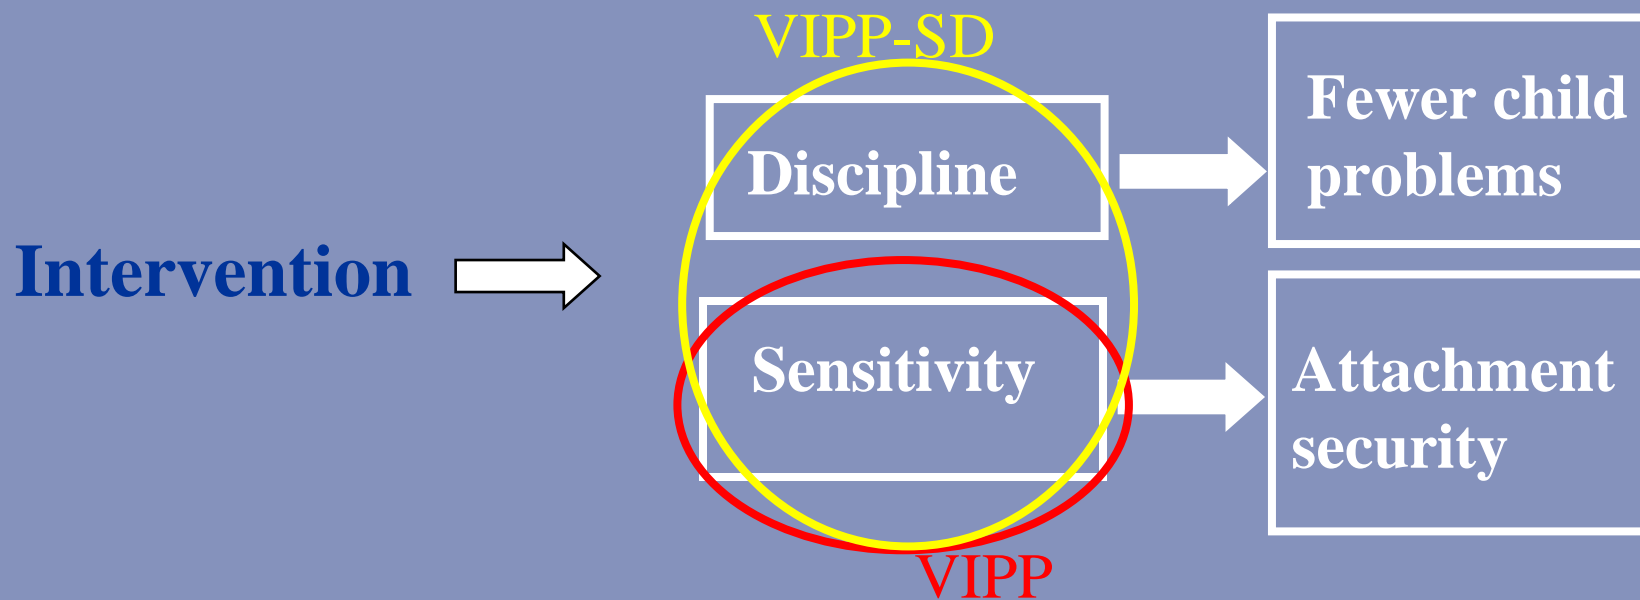 VIPP-SD
Discipline
Fewer child
problems
Intervention
Sensitivity
Attachment
security
VIPP